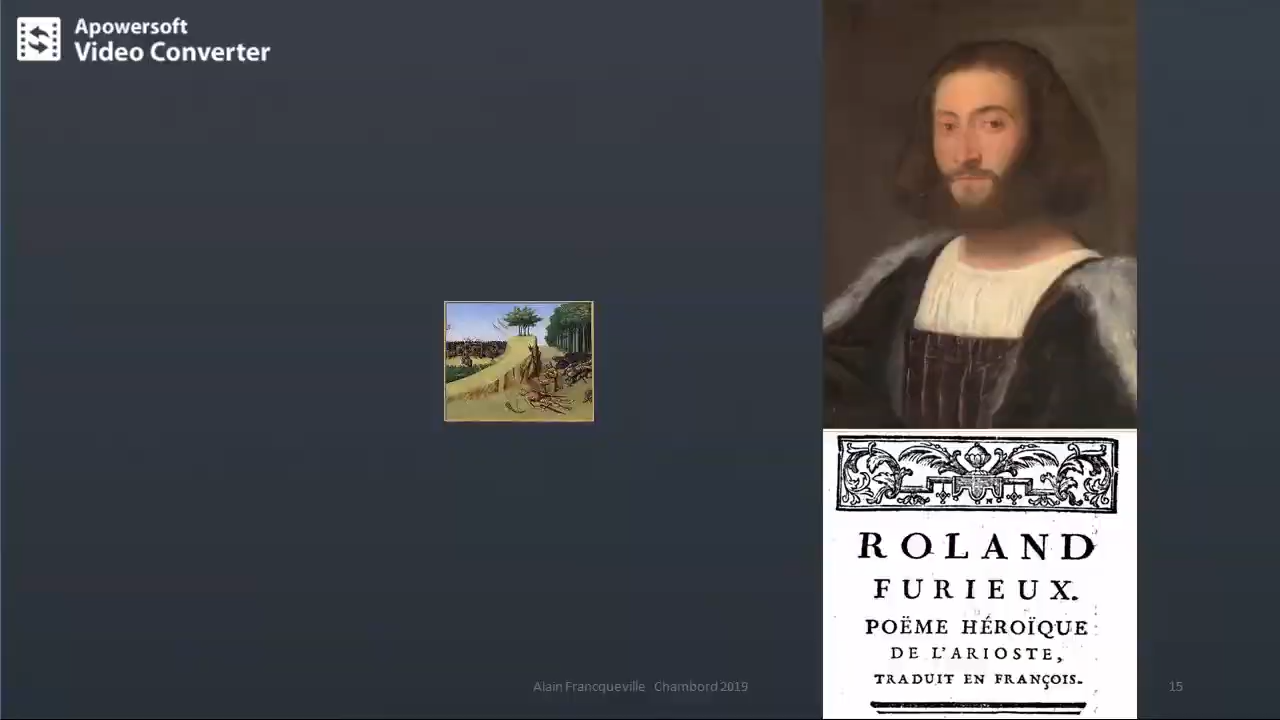 Apowersoft
Video Converter
ROLAND
FURIEUX.
POËME HÉROÏQUE
DE L'ARIOSTE,
TRADUIT EN FRANÇOIS.
Alain Francqueville Chambord 2019
15